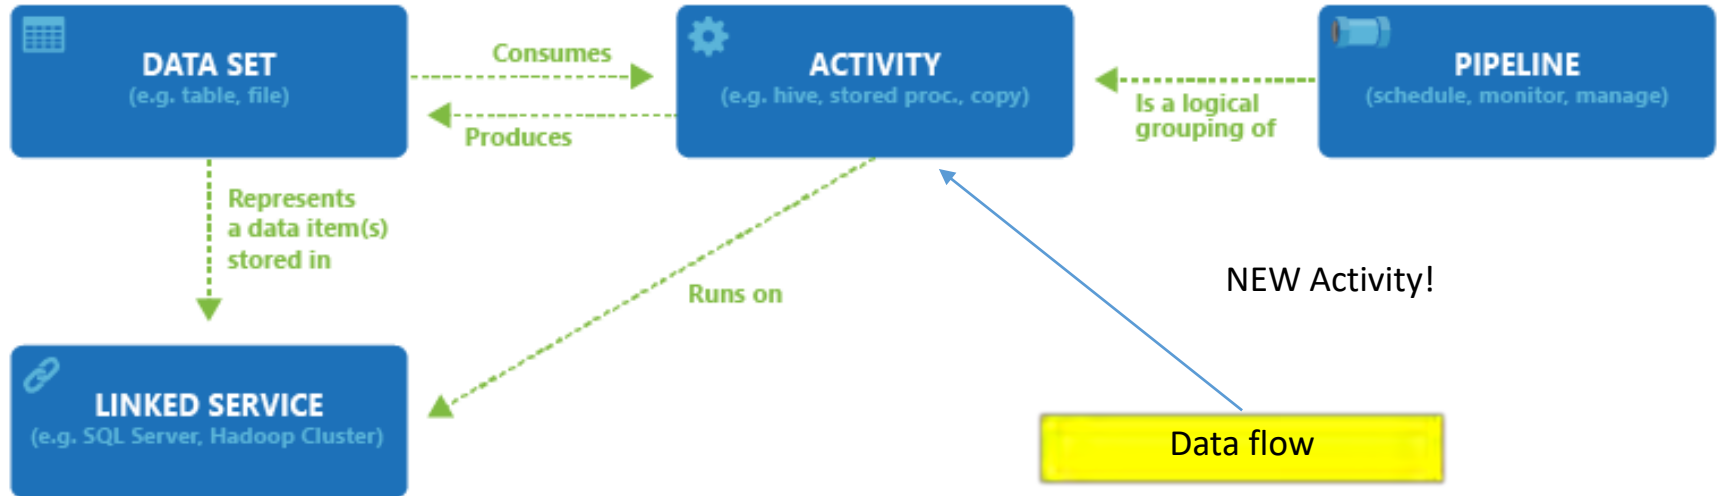 DATA SET
(e.g. table, file)
Consumes
Produces
ACTIVITY
(e.g. hive, stored proc., copy)
Is a logical
grouping of
PIPELINE
(schedule, monitor, manage)
Represents
a data item(s)
stored in
Runs on
NEW Activity!
LINKED SERVICE
(e.g. SQL Server, Hadoop Cluster)
Data flow